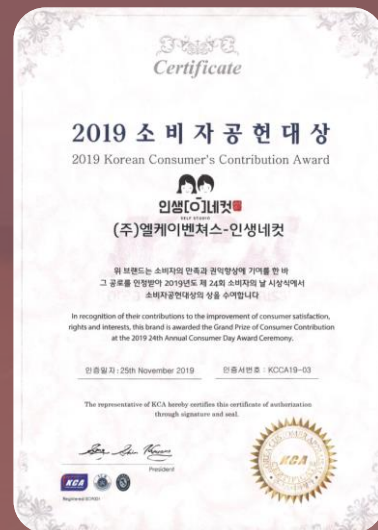 Certificate
2019 소비자공헌대상
2019 Korean Consumer's Contribution Award
인생[이]네컷
SELF STUDIO
(주)엘케이벤쳐스-인생네컷
위 브랜드는 소비자의 만족과 권익향상에 기여를 한 바
그 공로를 인정받아 2019년도 제 24회 소비자의 날 시상식에서
소비자공헌대상의 상을 수여합니다
In recognition of their contributions to the improvement of consumer satisfaction,
rights and interests, this brand is awarded the Grand Prize of Consumer Contribution
at the 2019 24th Annual Consumer Day Award Ceremony.
인증일자 : 25th November 2019 인증서번호 : KCCA19-03
The representative of KCA hereby certifies this certificate of authorization
through signature and seal.
President
KCA
KCA